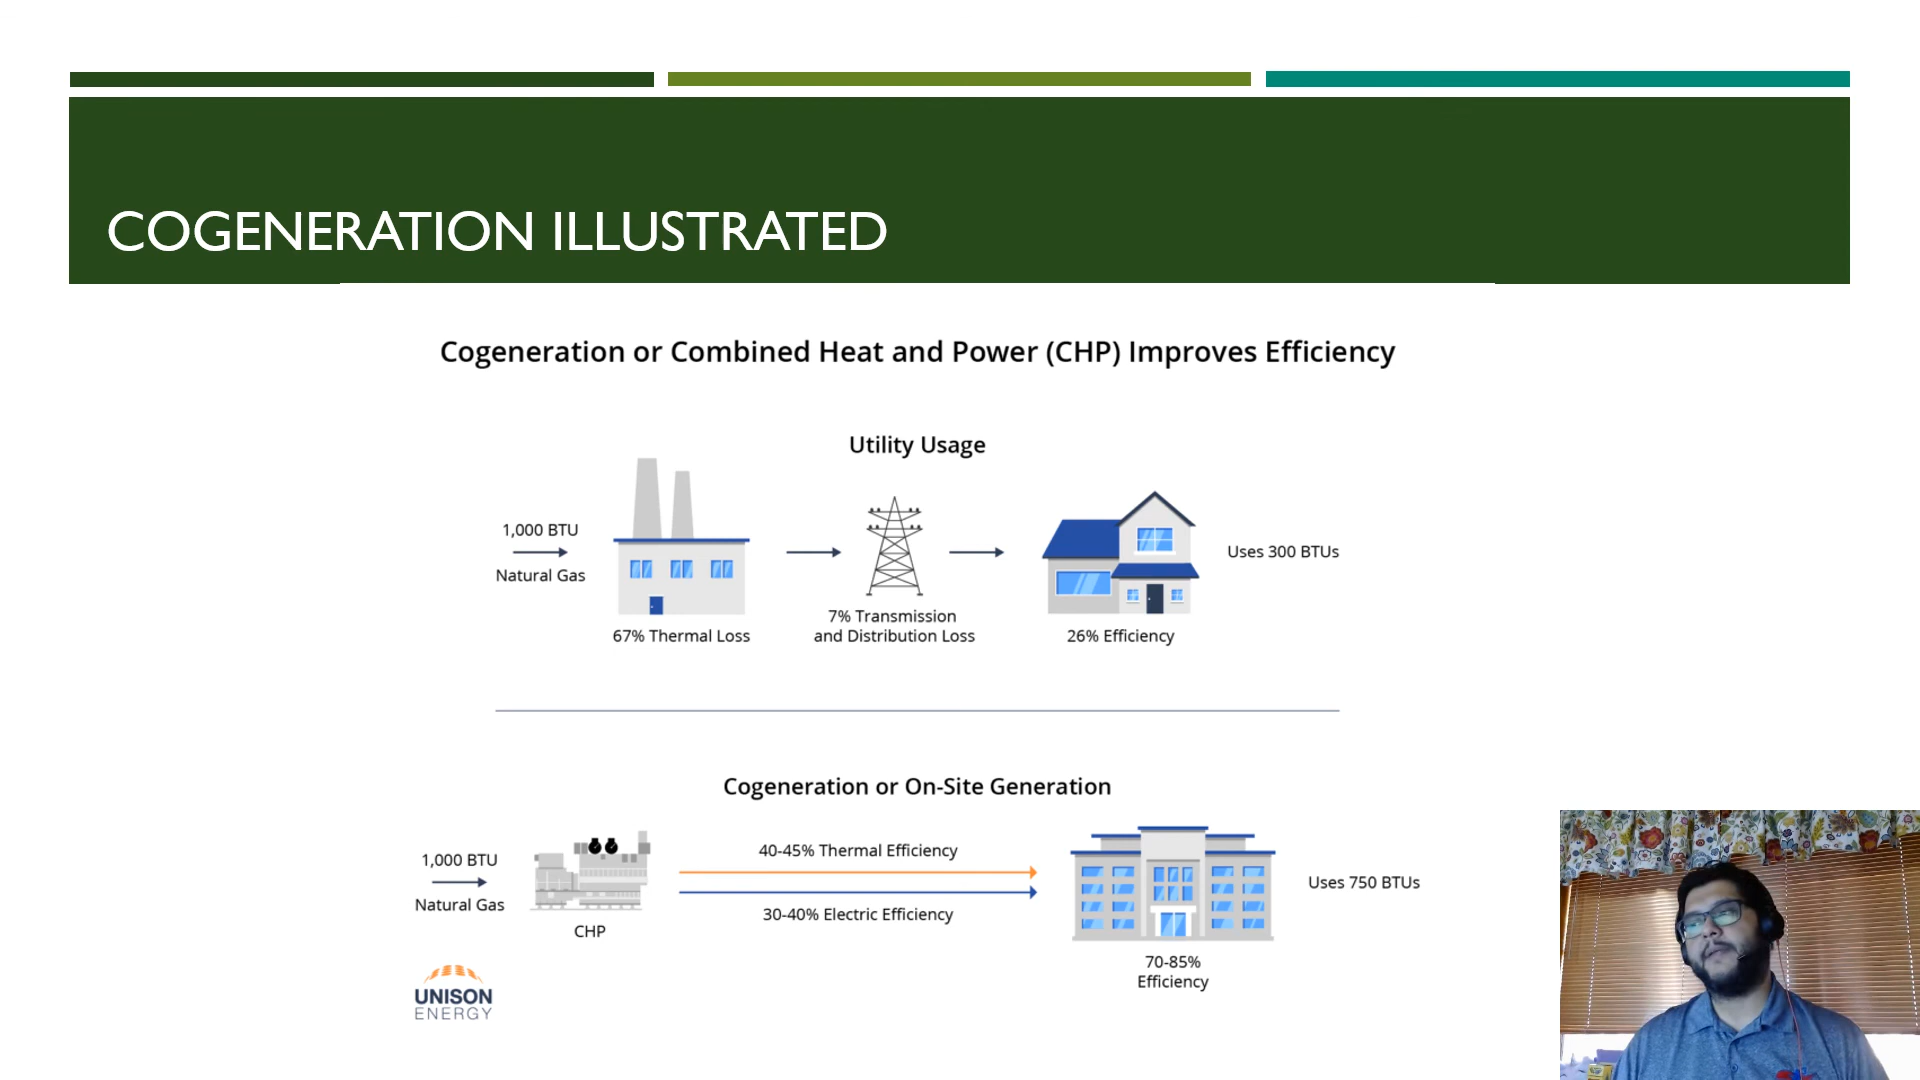 COGENERATION ILLUSTRATED
Cogeneration or Combined Heat and Power (CHP) Improves Efficiency
Utility Usage
1,000 BTU
Natural Gas
67% Thermal Loss
7% Transmission
and Distribution Loss
26% Efficiency
Uses 300 BTUs
Cogeneration or On-Site Generation
1,000 BTU
Natural Gas
CHP
40-45% Thermal Efficiency
30-40% Electric Efficiency
70-85%
Efficiency
Uses 750 BTUs
UNISON
ENERGY